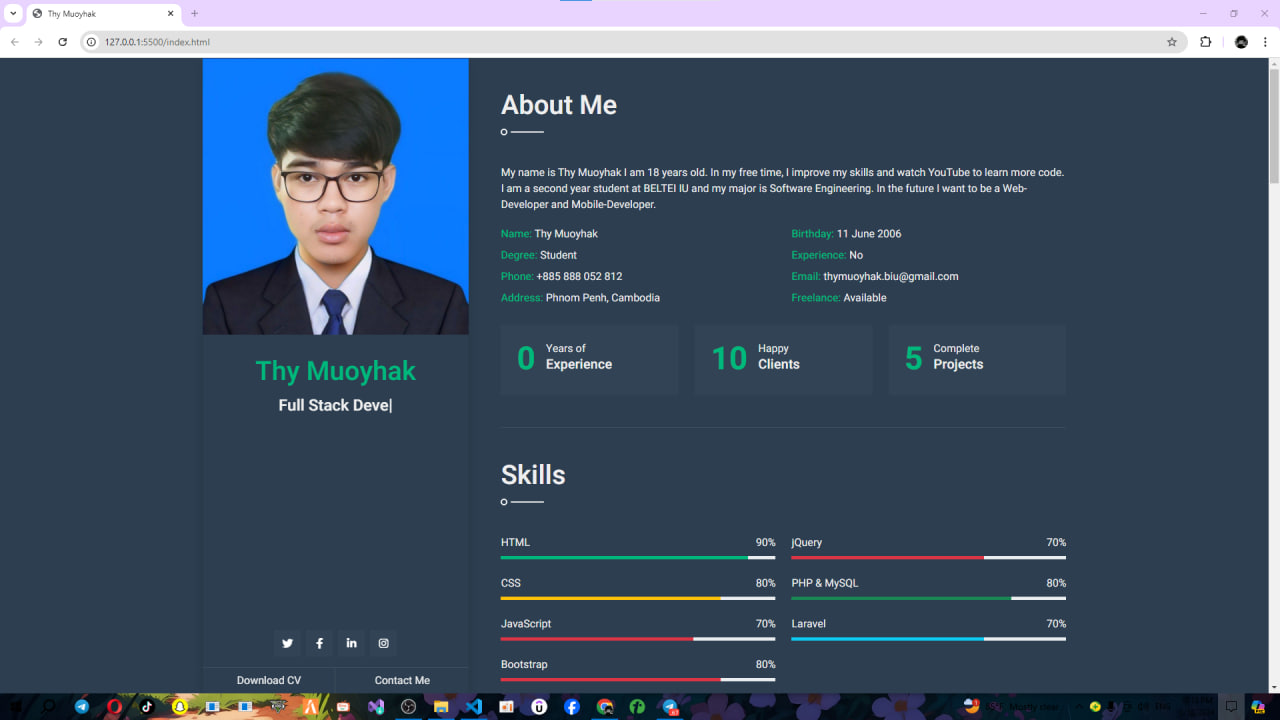 Thy Muoyhak
127.0.0.1:5500/index.html
Thy Muoyhak
Full Stack Deve|
Download CV
Contact Me
About Me
My name is Thy Muoyhak I am 18 years old. In my free time, I improve my skills and watch YouTube to learn more code.
I am a second year student at BELTEI IU and my major is Software Engineering. In the future I want to be a Web-
Developer and Mobile-Developer.
Name: Thy Muoyhak
Birthday: 11 June 2006
Degree: Student
Experience: No
Phone: +885 888 052 812
Email: thymuoyhak.biu@gmail.com
Address: Phnom Penh, Cambodia
Freelance: Available
0 Years of
Experience
10 Happy
Clients
5 Complete
Projects
Skills
HTML 90%
jQuery 70%
CSS 80%
PHP & MySQL 80%
JavaScript 70%
Laravel 70%
Bootstrap 80%
Mostly clear
ENG